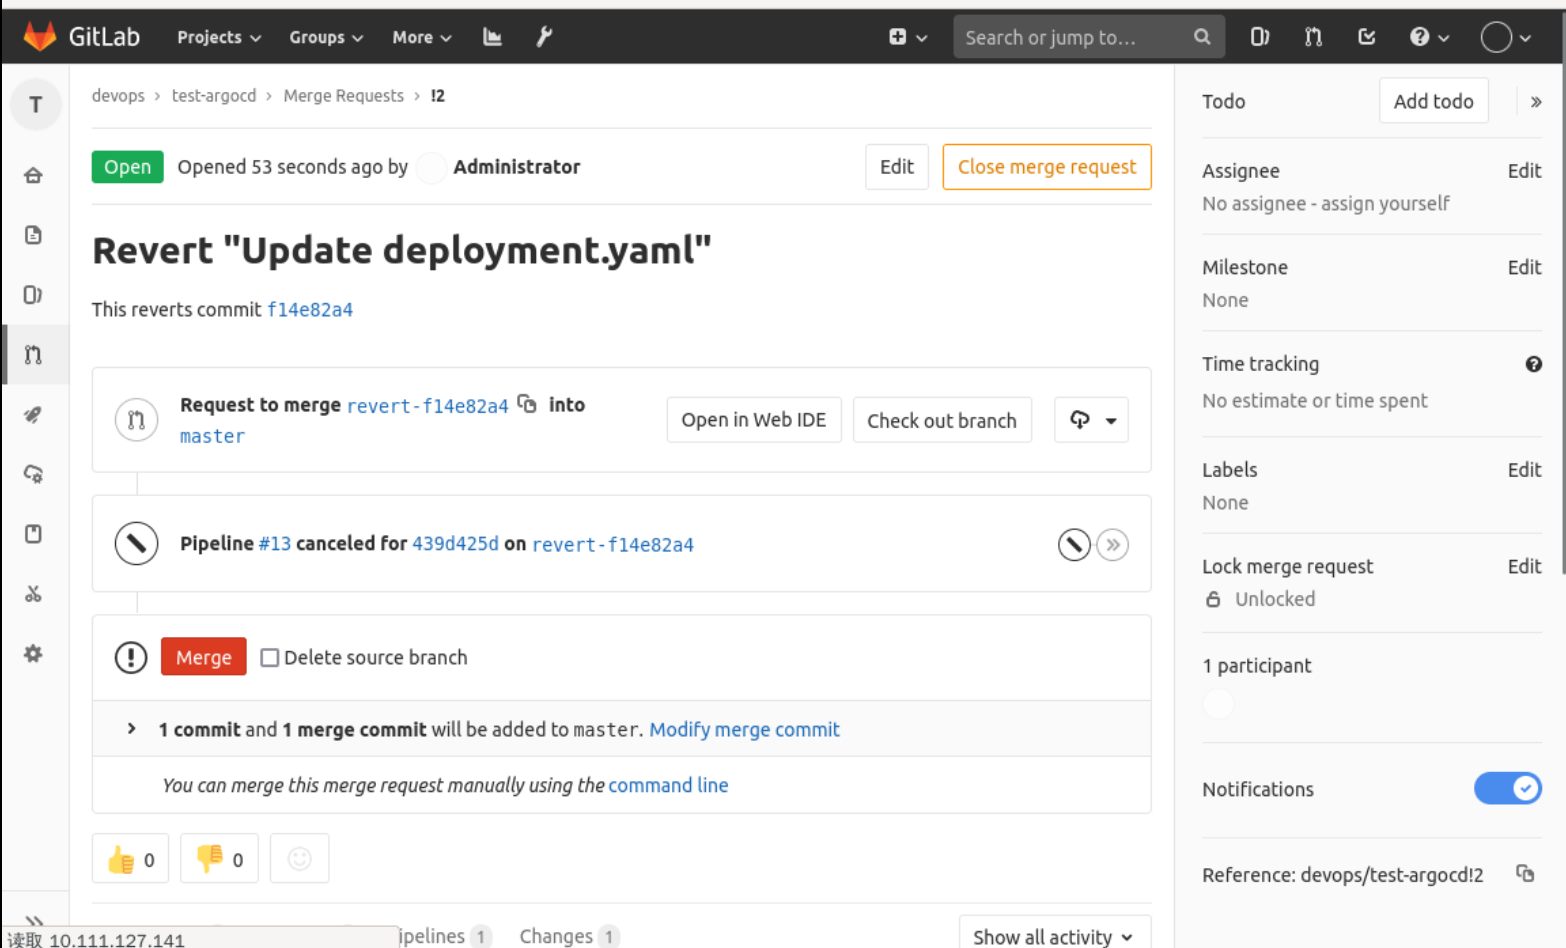 GitLab Projects Groups More Search or jump to...
T
devops > test-argocd > Merge Requests > !2
Open Opened 53 seconds ago by Administrator Edit Close merge request
Revert "Update deployment.yaml"
This reverts commit f14e82a4
Request to merge revert-f14e82a4 into
master
Open in Web IDE Check out branch
Pipeline #13 canceled for 439d425d on revert-f14e82a4
Merge Delete source branch
1 commit and 1 merge commit will be added to master. Modify merge commit
You can merge this merge request manually using the command line
0 0
Changes 1
Show all activity
读取 10.111.127.141
Todo Add todo
Assignee Edit
No assignee - assign yourself
Milestone Edit
None
Time tracking
No estimate or time spent
Labels Edit
None
Lock merge request Edit
Unlocked
1 participant
Notifications
Reference: devops/test-argocd!2